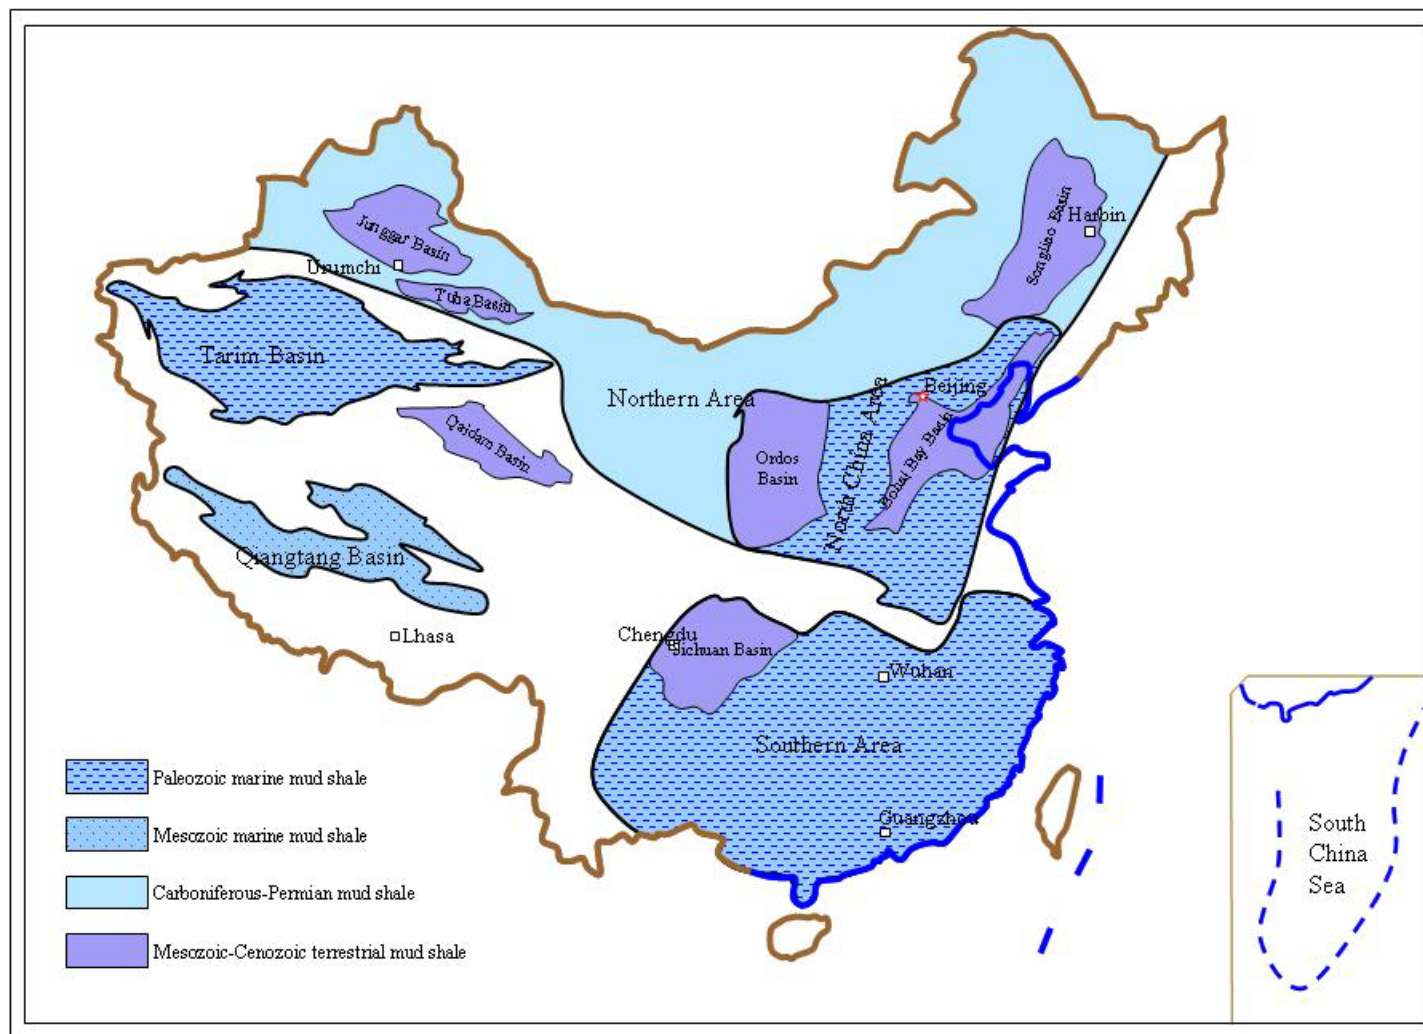 Songliao Basin
Harbin
Junggar Basin
Urumchi
Tuha Basin
Tarim Basin
Northern Area
Beijing
North China Area
Qaidam Basin
Ordos
Basin
Bohai Bay Basin
Qiangtang Basin
Lhasa
Chengdu
Jichuan Basin
Wuhan
Southern Area
Guangzhou
Paleozoic marine mud shale
Mesozoic marine mud shale
Carboniferous-Permian mud shale
Mesozoic-Cenozoic terrestrial mud shale
South
China
Sea